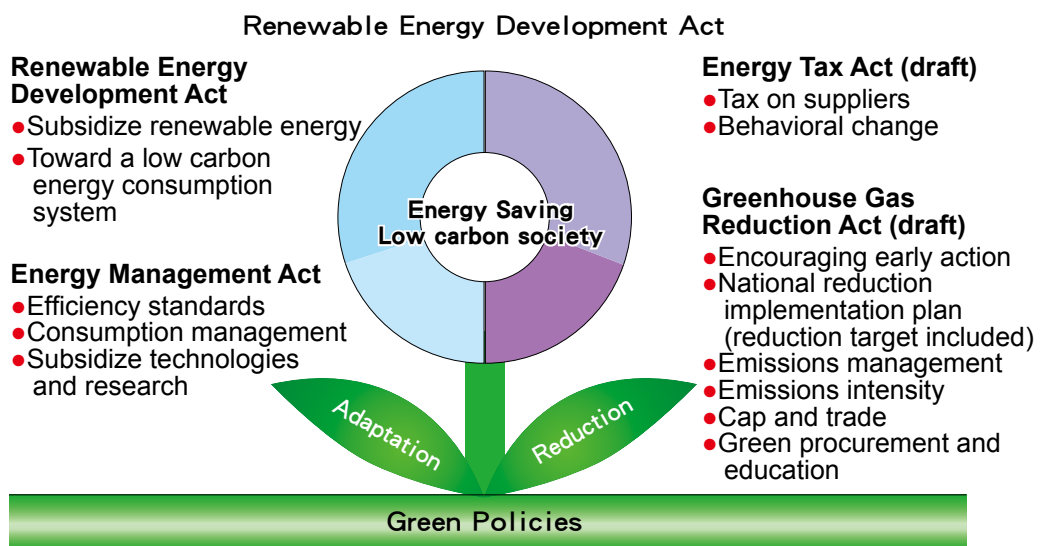 Renewable Energy Development Act
Renewable Energy
Development Act
●Subsidize renewable energy
●Toward a low carbon
energy consumption
system
Energy Management Act
●Efficiency standards
●Consumption management
●Subsidize technologies
and research
Energy Saving
Low carbon society
Energy Tax Act (draft)
●Tax on suppliers
●Behavioral change
Greenhouse Gas
Reduction Act (draft)
●Encouraging early action
●National reduction
implementation plan
(reduction target included)
●Emissions management
●Emissions intensity
●Cap and trade
●Green procurement and
education
Adaptation
Reduction
Green Policies